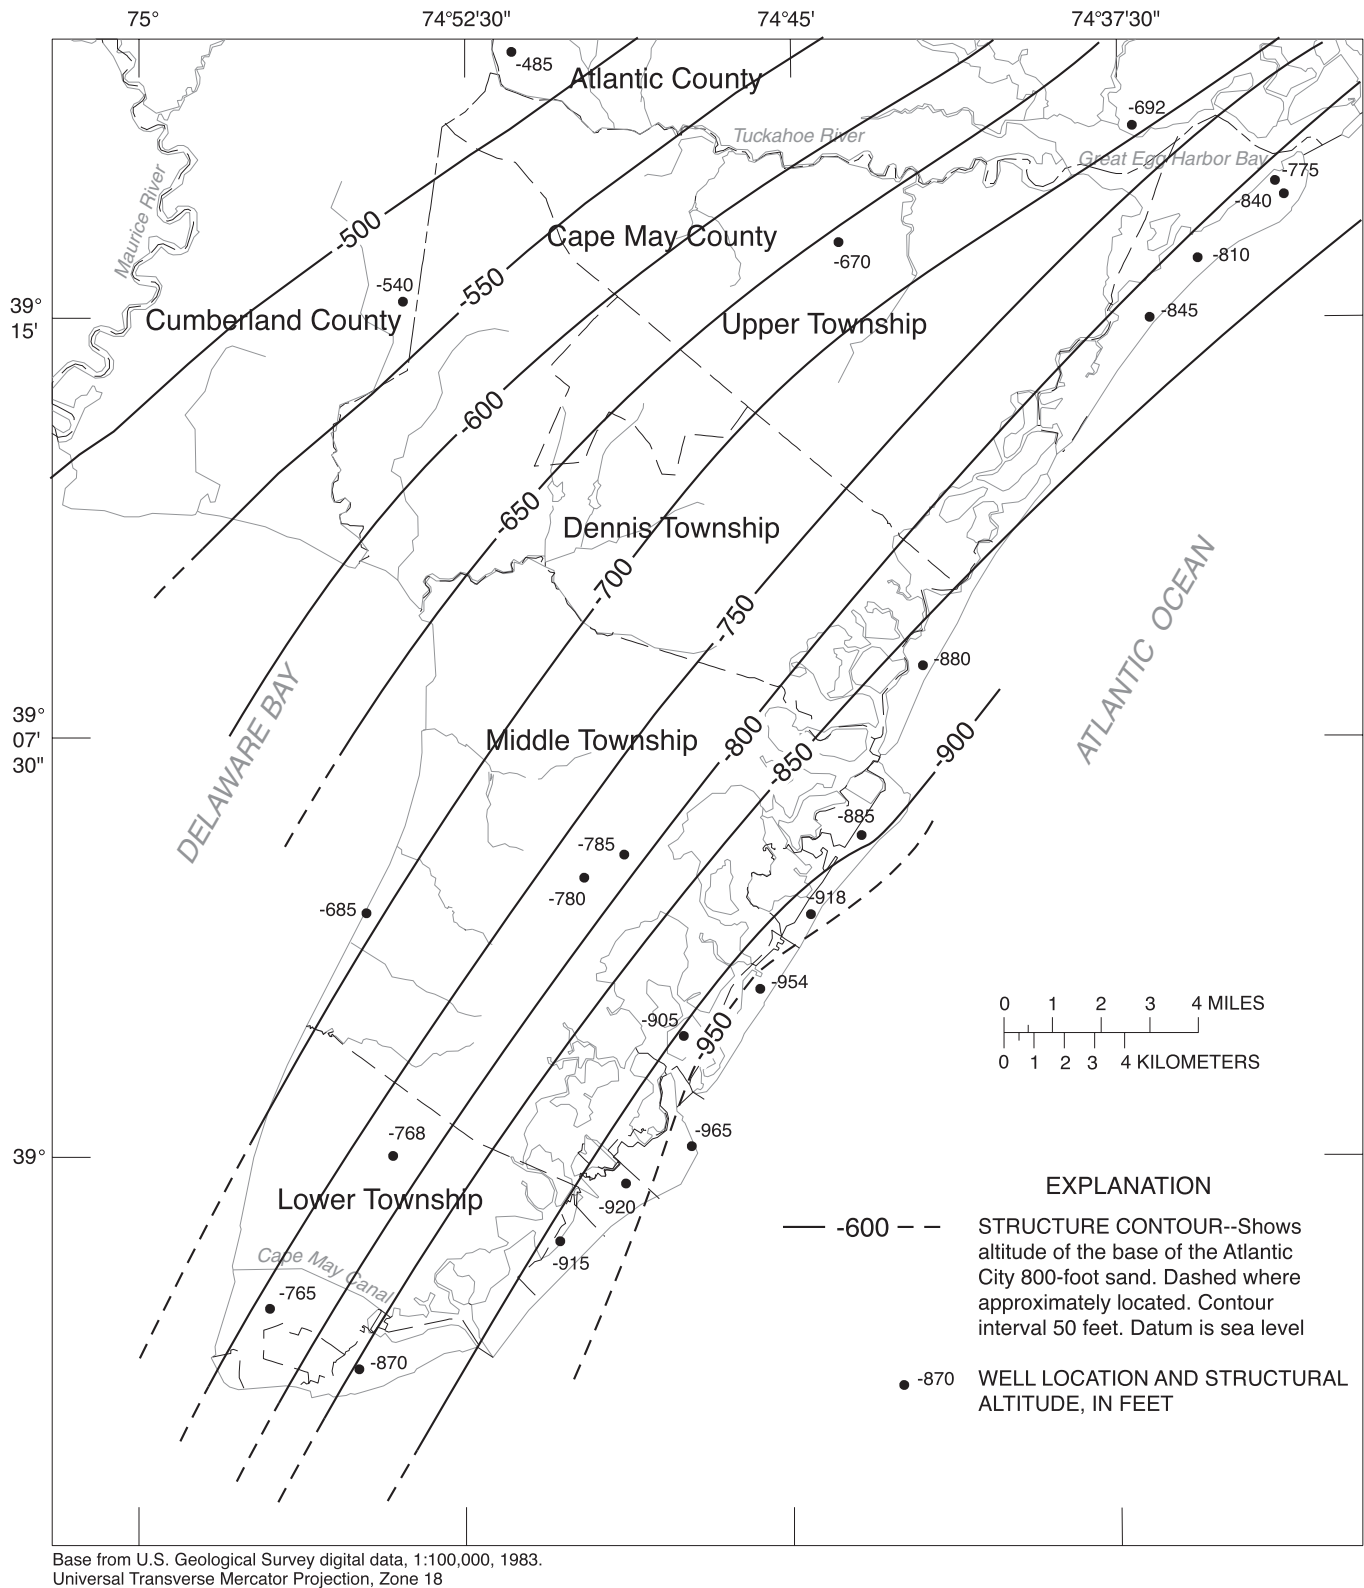 75°
74°52'30"
74°45'
74°37'30"
-485
Atlantic County
-692
Tuckahoe River
Great Egg Harbor Bay
-775
-840
Maurice River
-500
Cape May County
-670
-810
-540
-550
39°
15'
Cumberland County
Upper Township
-845
-600
-650
Dennis Township
-700
-750
ATLANTIC OCEAN
-880
DELAWARE BAY
39°
07'
30"
Middle Township
-800
-850
-900
-885
-785
-780
-918
-685
-954
0 1 2 3 4 MILES
-905
-950
0 1 2 3 4 KILOMETERS
-768
-965
39°
Lower Township
-920
EXPLANATION
-600
STRUCTURE CONTOUR--Shows
altitude of the base of the Atlantic
City 800-foot sand. Dashed where
approximately located. Contour
interval 50 feet. Datum is sea level
Cape May Canal
-915
-765
-870
-870
WELL LOCATION AND STRUCTURAL
ALTITUDE, IN FEET
Base from U.S. Geological Survey digital data, 1:100,000, 1983.
Universal Transverse Mercator Projection, Zone 18